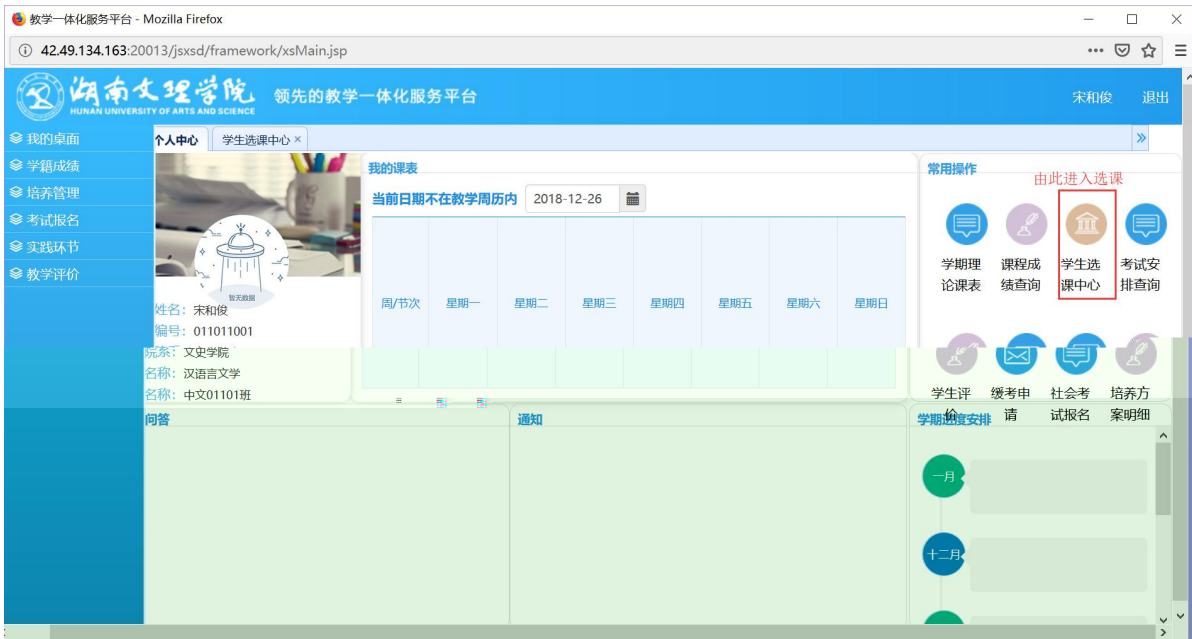 教学一体化服务平台 - Mozilla Firefox
42.49.134.163:20013/jsxsd/framework/xsMain.jsp
湖南文理学院
HUNAN UNIVERSITY OF ARTS AND SCIENCE
领先的教学一体化服务平台
宋和俊 退出
我的桌面
学籍成绩
培养管理
考试报名
实践环节
教学评价
个人中心 学生选课中心 ×
暂无数据
姓名：宋和俊
编号：011011001
院系：文史学院
名称：汉语言文学
名称：中文01101班
我的课表
当前日期不在教学周历内 2018-12-26
周/节次 星期一 星期二 星期三 星期四 星期五 星期六 星期日
常用操作
由此进入选课
学期理论课表
课程成绩查询
学生选课中心
考试安排查询
学生评价
缓考申请
社会考试报名
培养方案明细
问答
通知
学期进度安排
一月
十二月